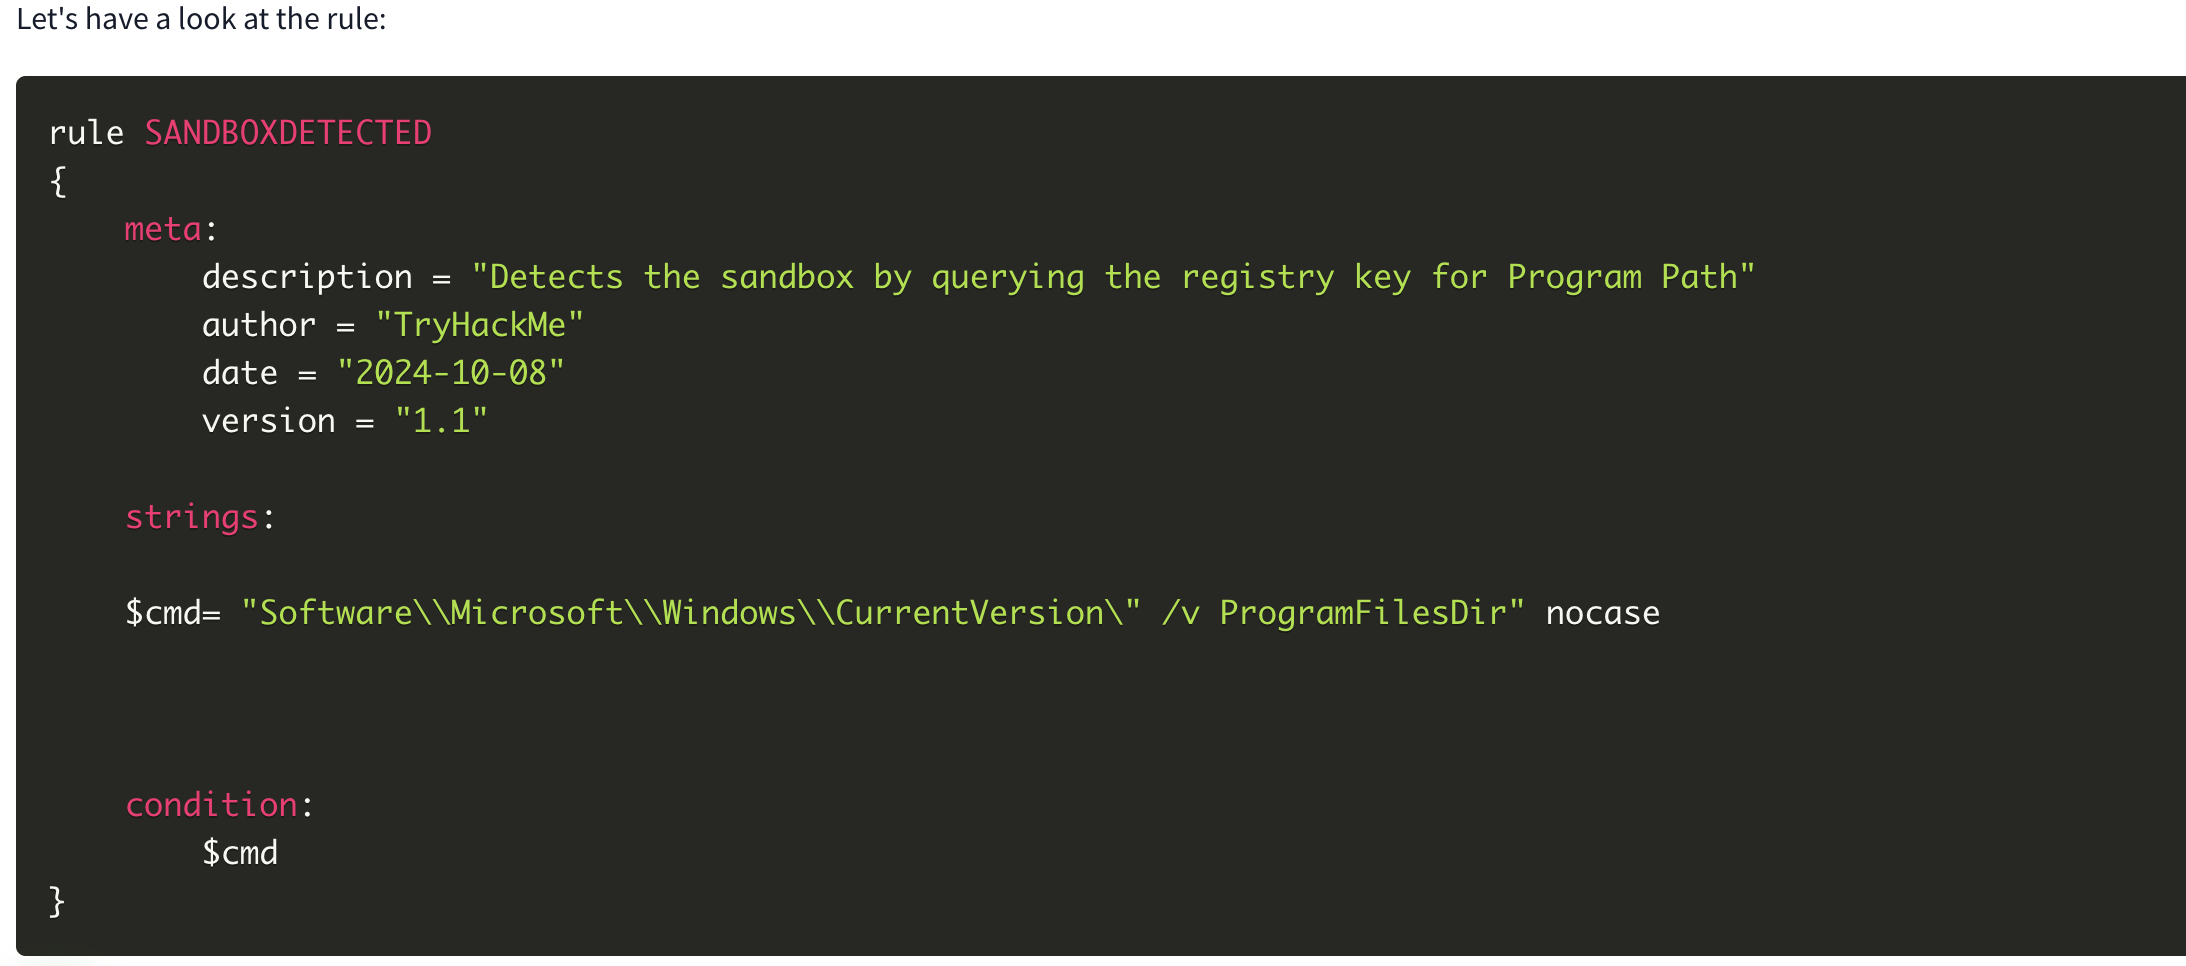 Let's have a look at the rule:
rule SANDBOXDETECTED
{
meta:
description = "Detects the sandbox by querying the registry key for Program Path"
author = "TryHackMe"
date = "2024-10-08"
version = "1.1"
strings:
$cmd= "Software\\Microsoft\\Windows\\CurrentVersion\" /v ProgramFilesDir" nocase
condition:
$cmd
}